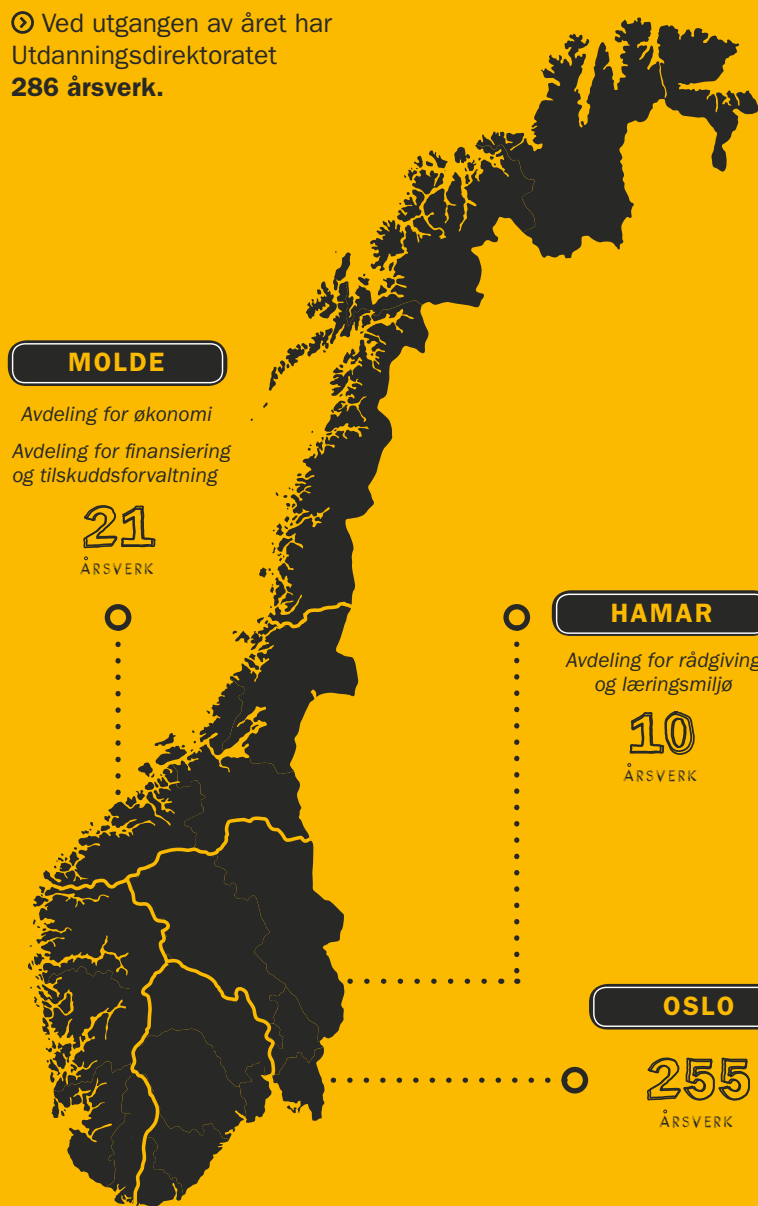 Ved utgangen av året har
Utdanningsdirektoratet
286 årsverk.
MOLDE
Avdeling for økonomi
Avdeling for finansiering
og tilskuddsforvaltning
21
ÅRSVERK
HAMAR
Avdeling for rådgiving
og læringsmiljø
10
ÅRSVERK
OSLO
255
ÅRSVERK